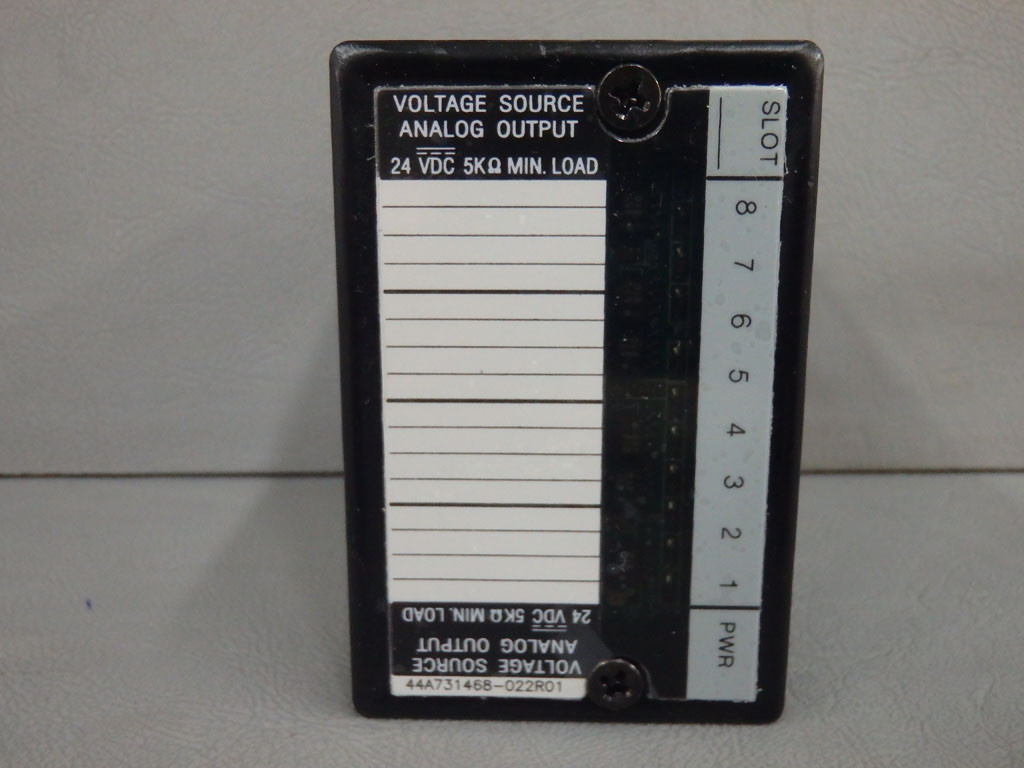 VOLTAGE SOURCE
ANALOG OUTPUT
24 VDC 5KΩ MIN. LOAD
SLOT
8
7
6
5
4
3
2
1
PWR
24 VDC 5KΩ MIN. LOAD
ANALOG OUTPUT
VOLTAGE SOURCE
44A731468-022R01